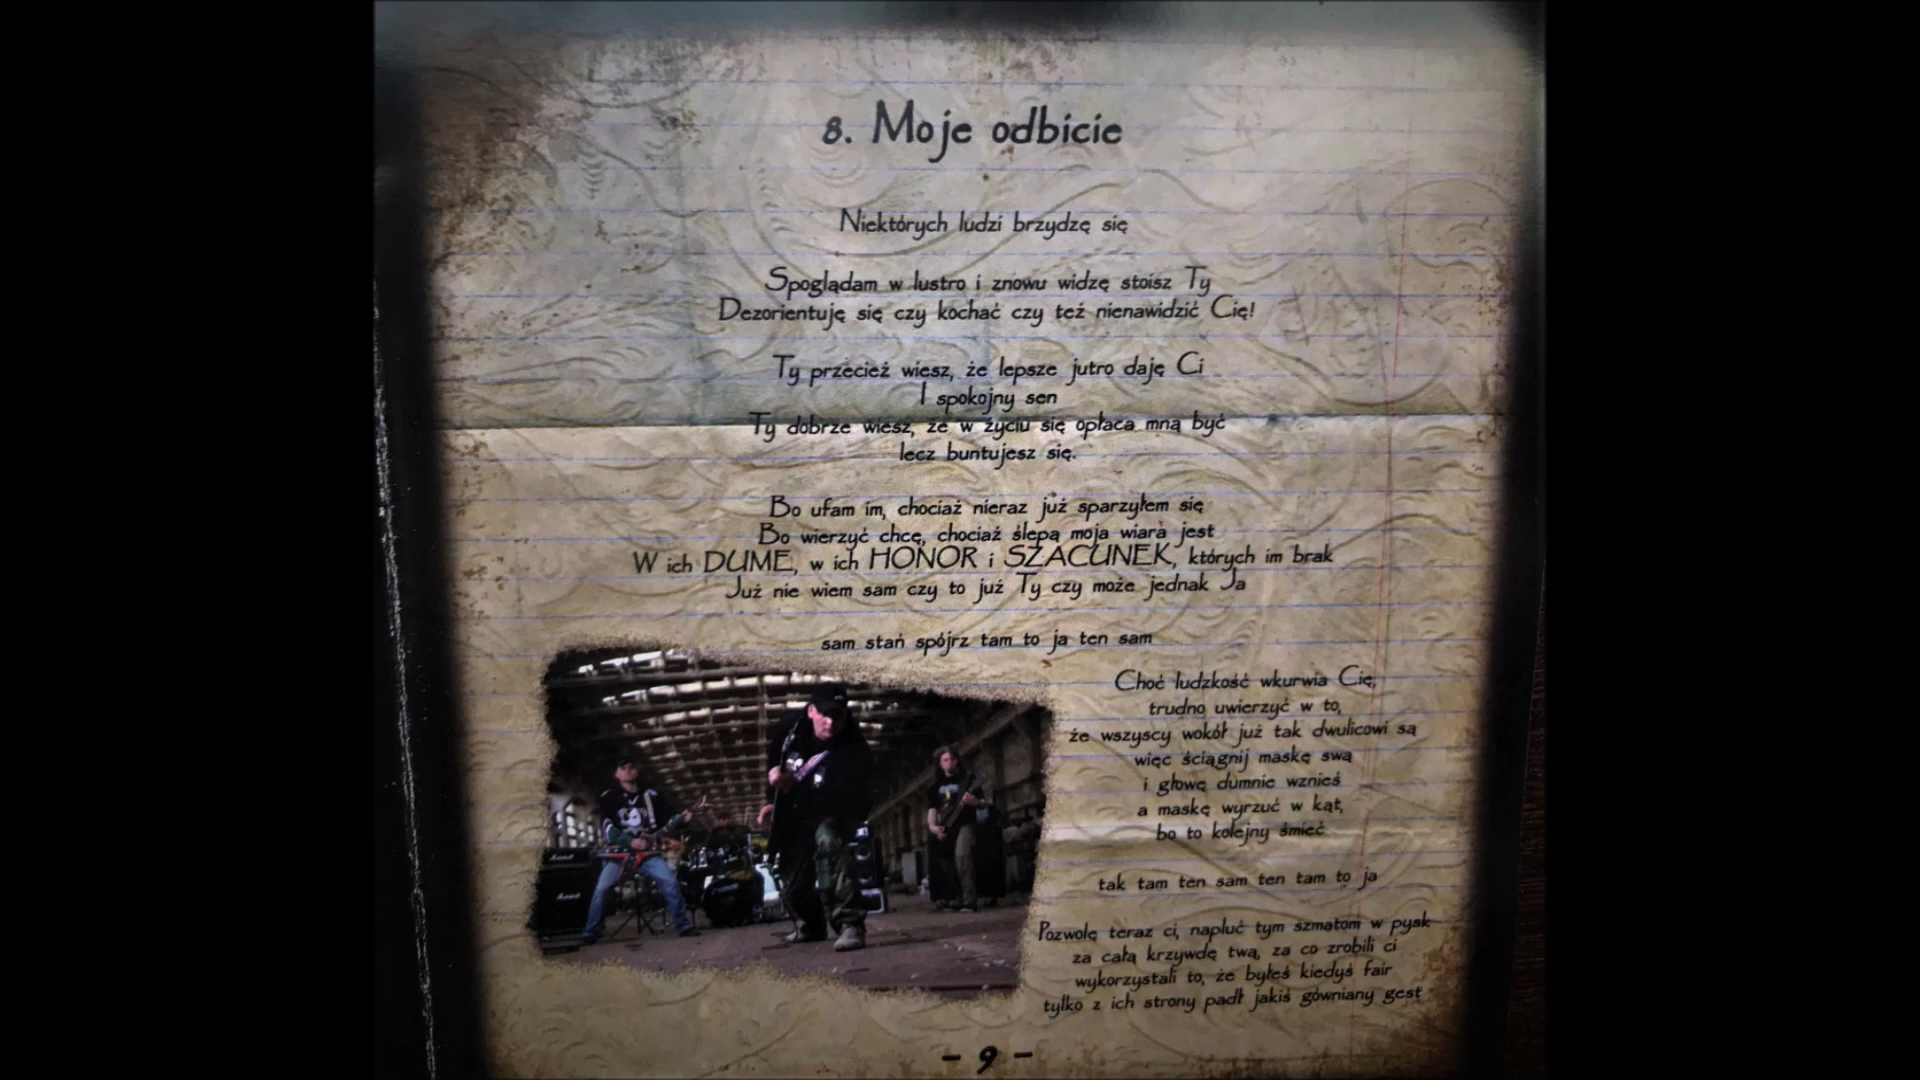 8. Moje odbicie
Niektórych ludzi brzydzę się
Spoglądam w lustro i znowu widzę stoisz Ty
Dezorientuję się czy kochać czy też nienawidzić Cię!
Ty przecież wiesz, że lepsze jutro daję Ci
I spokojny sen
Ty dobrze wiesz, że w życiu się opłaca mną być
lecz buntujesz się.
Bo ufam im, chociaż nieraz już sparzyłem się
Bo wierzyć chcę, chociaż ślepą moja wiara jest
W ich DUME, w ich HONOR i SZACUNEK, których im brak
Już nie wiem sam czy to już Ty czy może jednak Ja
sam stań spójrz tam to ja ten sam
Choć ludzkość wkurwia Cię,
trudno uwierzyć w to,
że wszyscy wokół już tak dwulicowi są
więc ściągnij maskę swą
i głowę dumnie wznieś
a maskę wyrzuć w kąt,
bo to kolejny śmieć
tak tam ten sam ten tam to ja
Pozwolę teraz ci, napluć tym szmatom w pysk
za całą krzywdę twą, za co zrobili ci
wykorzystali to, że byłeś kiedyś fair
tylko z ich strony padł jakiś gówniany gest
- 9 -